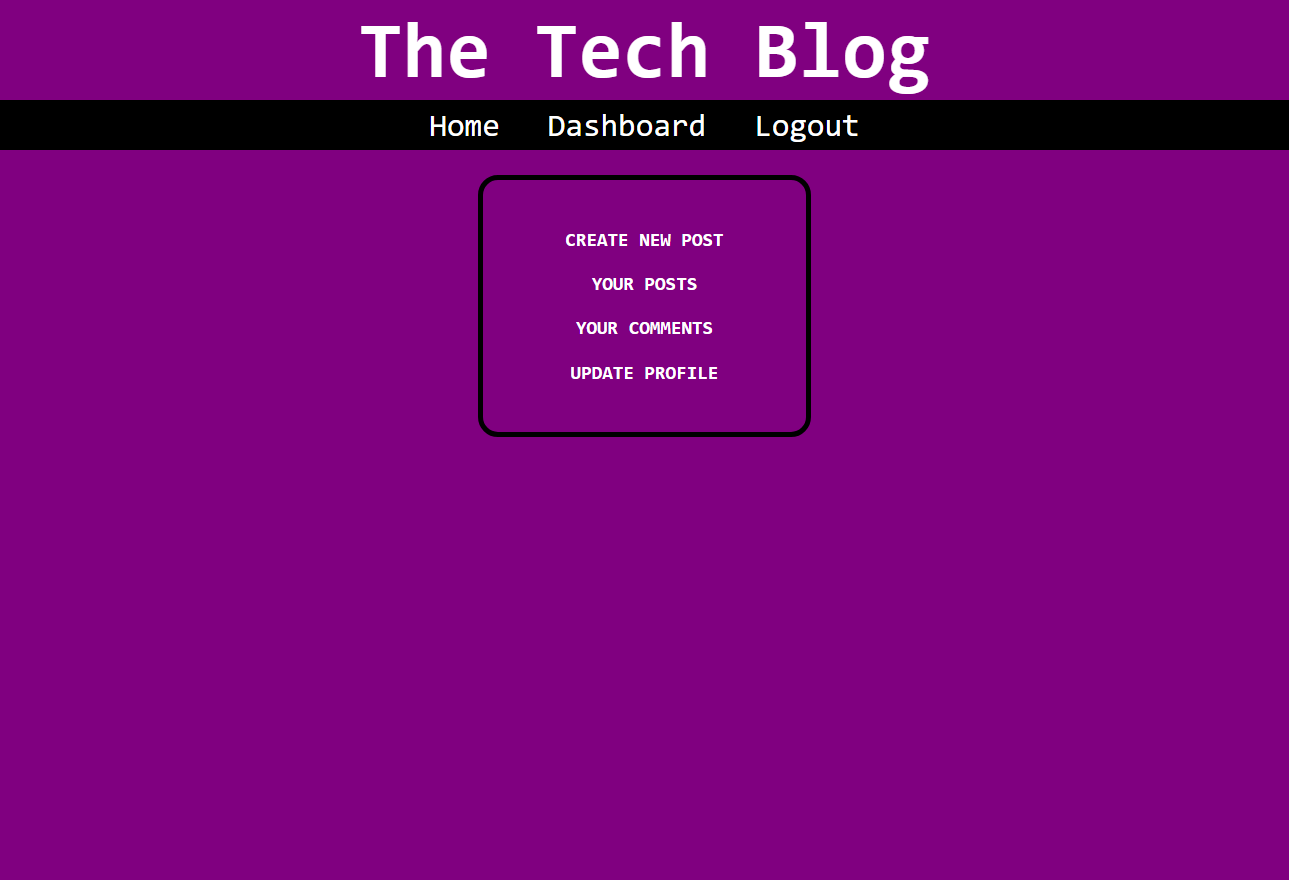 The Tech Blog
Home Dashboard Logout
CREATE NEW POST
YOUR POSTS
YOUR COMMENTS
UPDATE PROFILE